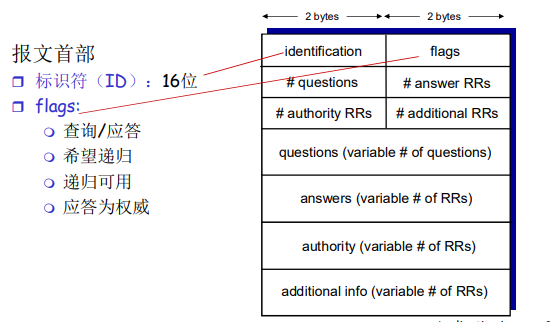 2 bytes 2 bytes
报文首部
标识符（ID）：16位
flags:
查询/应答
希望递归
递归可用
应答为权威
identification flags
# questions # answer RRs
# authority RRs # additional RRs
questions (variable # of questions)
answers (variable # of RRs)
authority (variable # of RRs)
additional info (variable # of RRs)